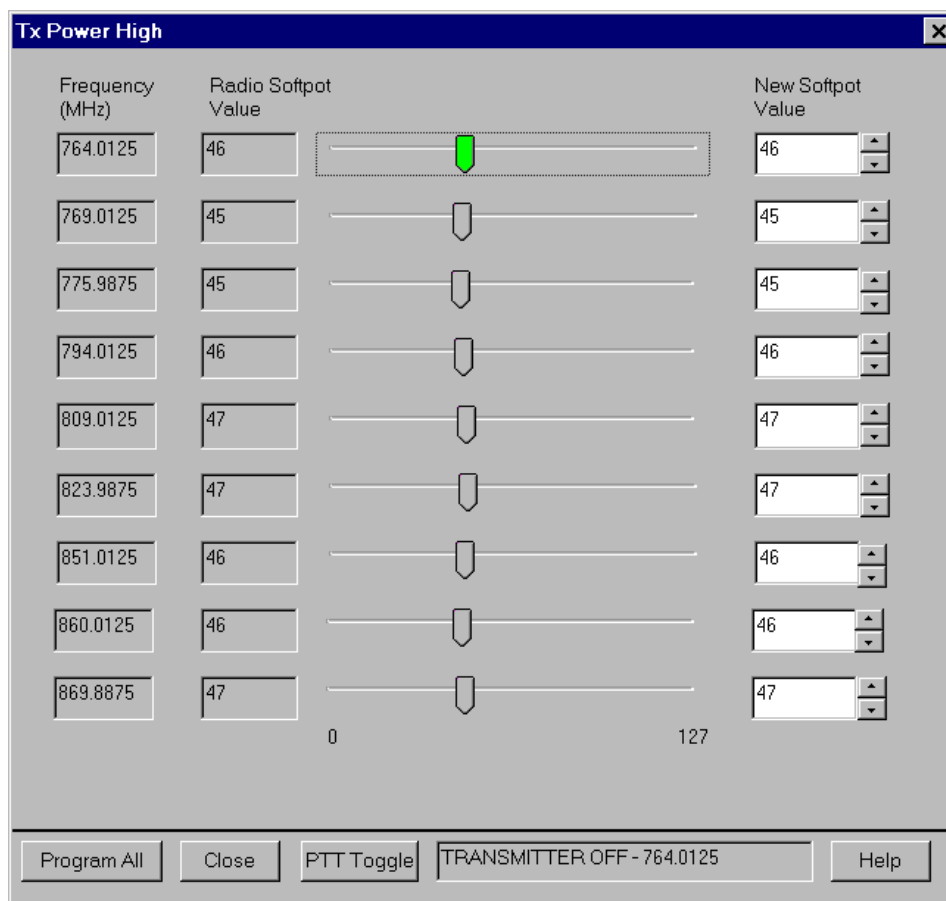 Tx Power High
Frequency (MHz) Radio Softpot Value New Softpot Value
764.0125 46 46
769.0125 45 45
775.9875 45 45
794.0125 46 46
809.0125 47 47
823.9875 47 47
851.0125 46 46
860.0125 46 46
869.8875 47 47
0 127
Program All Close PTT Toggle TRANSMITTER OFF - 764.0125 Help